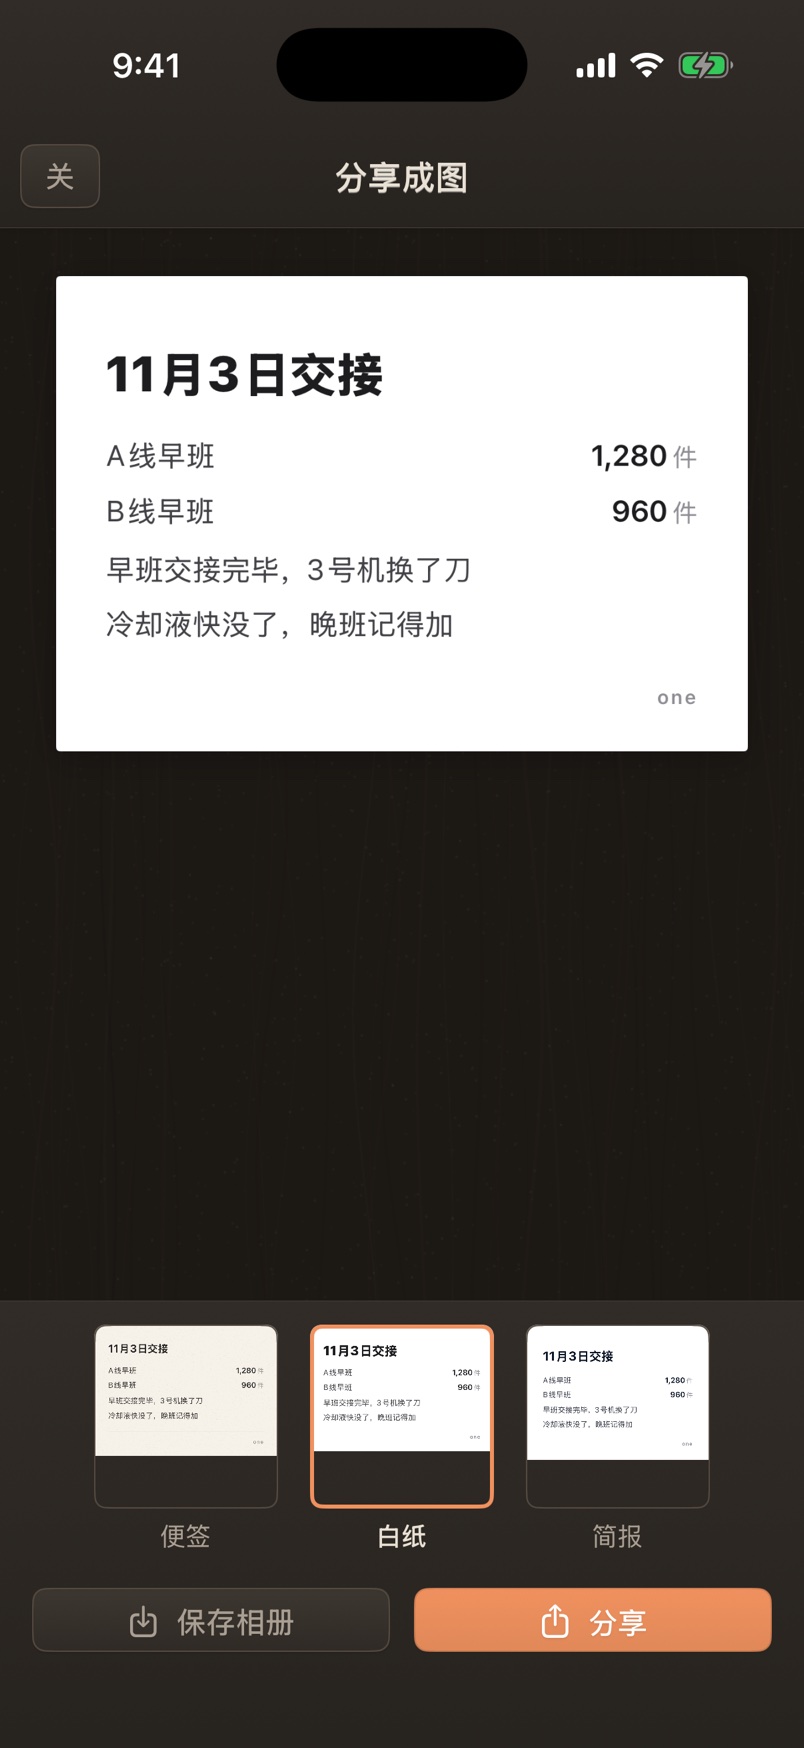 9:41
关
分享成图
11月3日交接
A线早班 1,280 件
B线早班 960 件
早班交接完毕，3号机换了刀
冷却液快没了，晚班记得加
one
11月3日交接
A线早班 1,280 件
B线早班 960 件
早班交接完毕，3号机换了刀
冷却液快没了，晚班记得加
one
便签
11月3日交接
A线早班 1,280 件
B线早班 960 件
早班交接完毕，3号机换了刀
冷却液快没了，晚班记得加
one
白纸
11月3日交接
A线早班 1,280 件
B线早班 960 件
早班交接完毕，3号机换了刀
冷却液快没了，晚班记得加
one
简报
保存相册
分享